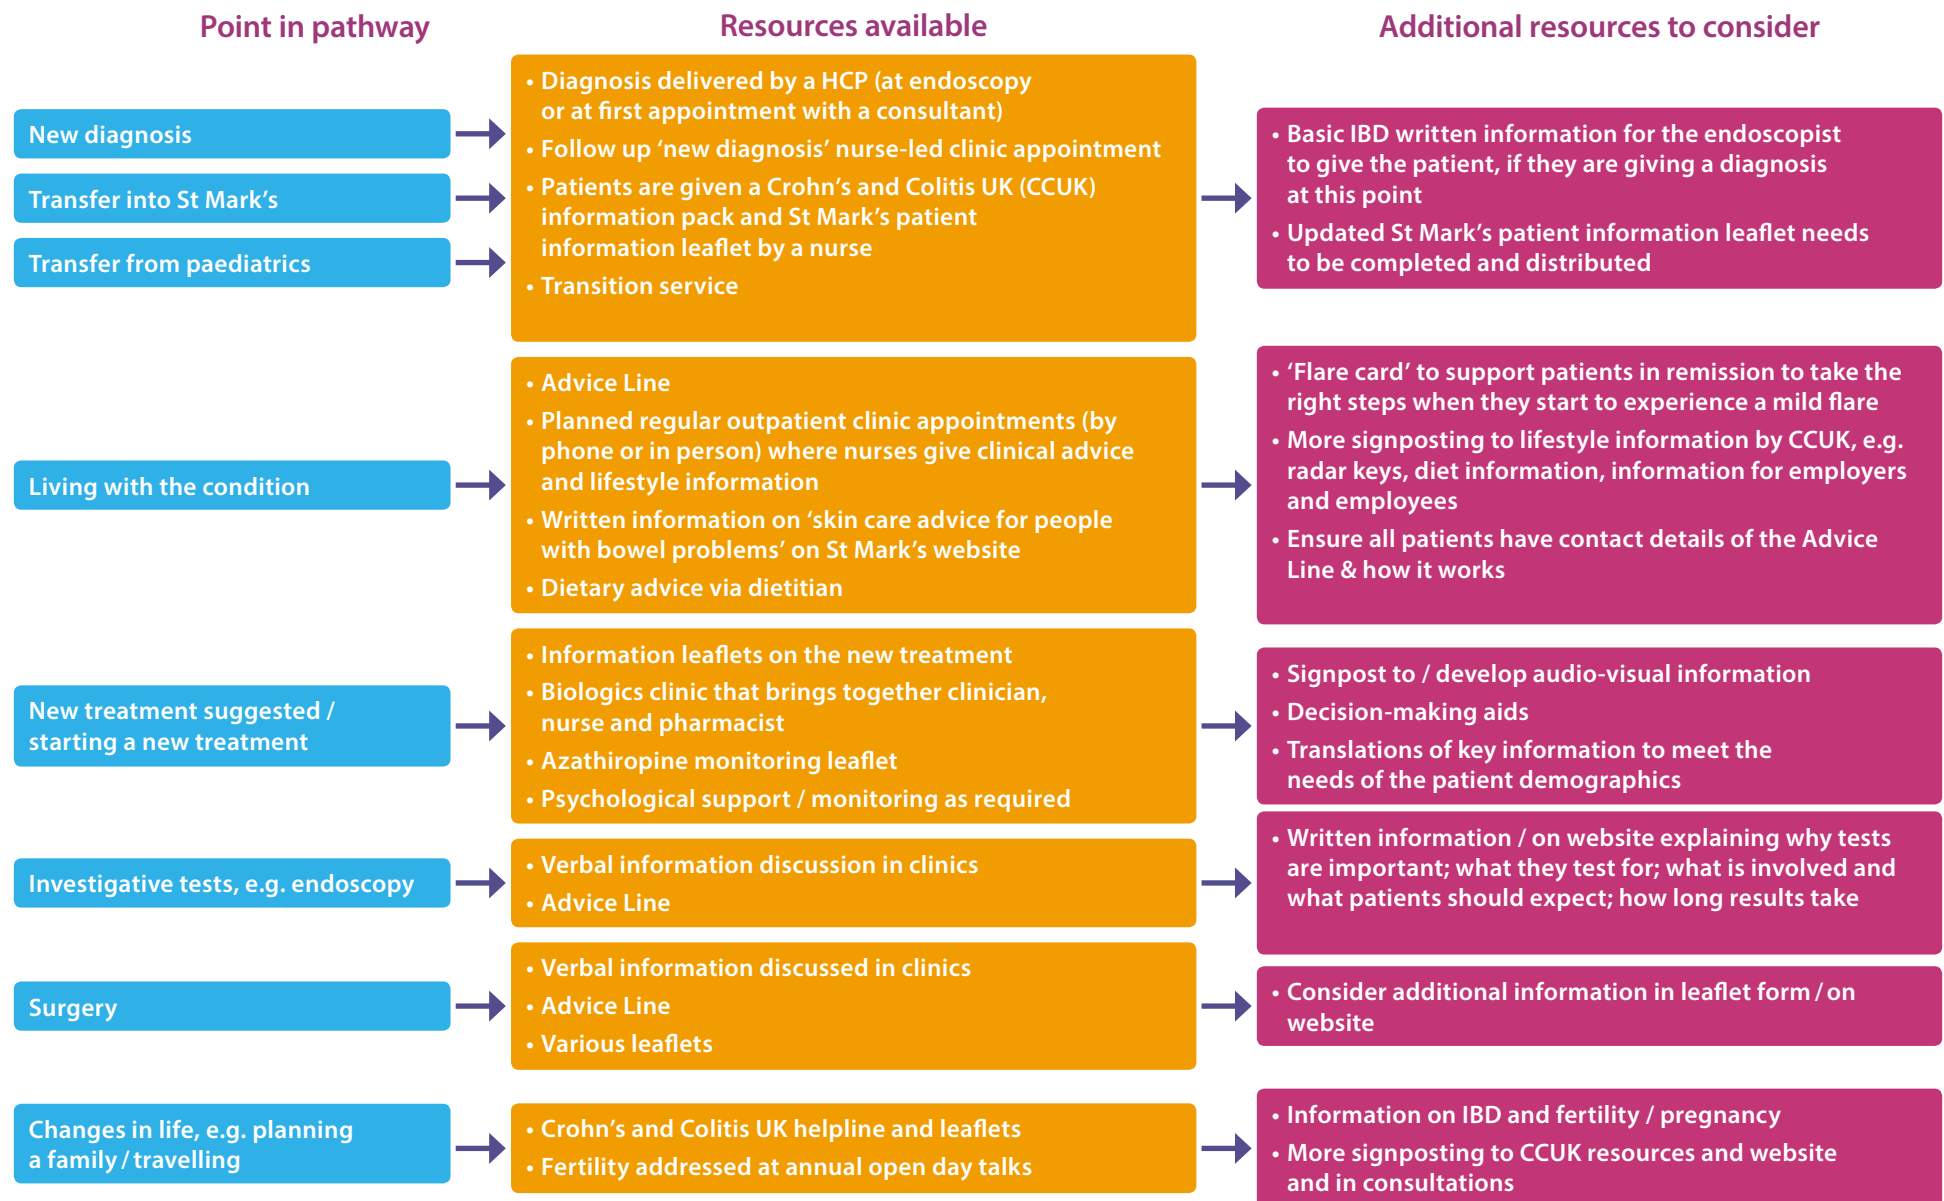 Point in pathway
Resources available
Additional resources to consider
New diagnosis
Transfer into St Mark's
Transfer from paediatrics
• Diagnosis delivered by a HCP (at endoscopy
or at first appointment with a consultant)
• Follow up ‘new diagnosis’ nurse-led clinic appointment
• Patients are given a Crohn’s and Colitis UK (CCUK)
information pack and St Mark’s patient
information leaflet by a nurse
• Transition service
• Basic IBD written information for the endoscopist
to give the patient, if they are giving a diagnosis
at this point
• Updated St Mark’s patient information leaflet needs
to be completed and distributed
Living with the condition
• Advice Line
• Planned regular outpatient clinic appointments (by
phone or in person) where nurses give clinical advice
and lifestyle information
• Written information on ‘skin care advice for people
with bowel problems’ on St Mark’s website
• Dietary advice via dietitian
• ‘Flare card’ to support patients in remission to take the
right steps when they start to experience a mild flare
• More signposting to lifestyle information by CCUK, e.g.
radar keys, diet information, information for employers
and employees
• Ensure all patients have contact details of the Advice
Line & how it works
New treatment suggested /
starting a new treatment
• Information leaflets on the new treatment
• Biologics clinic that brings together clinician,
nurse and pharmacist
• Azathiropine monitoring leaflet
• Psychological support / monitoring as required
• Signpost to / develop audio-visual information
• Decision-making aids
• Translations of key information to meet the
needs of the patient demographics
Investigative tests, e.g. endoscopy
• Verbal information discussion in clinics
• Advice Line
• Written information / on website explaining why tests
are important; what they test for; what is involved and
what patients should expect; how long results take
Surgery
• Verbal information discussed in clinics
• Advice Line
• Various leaflets
• Consider additional information in leaflet form / on
website
Changes in life, e.g. planning
a family / travelling
• Crohn’s and Colitis UK helpline and leaflets
• Fertility addressed at annual open day talks
• Information on IBD and fertility / pregnancy
• More signposting to CCUK resources and website
and in consultations